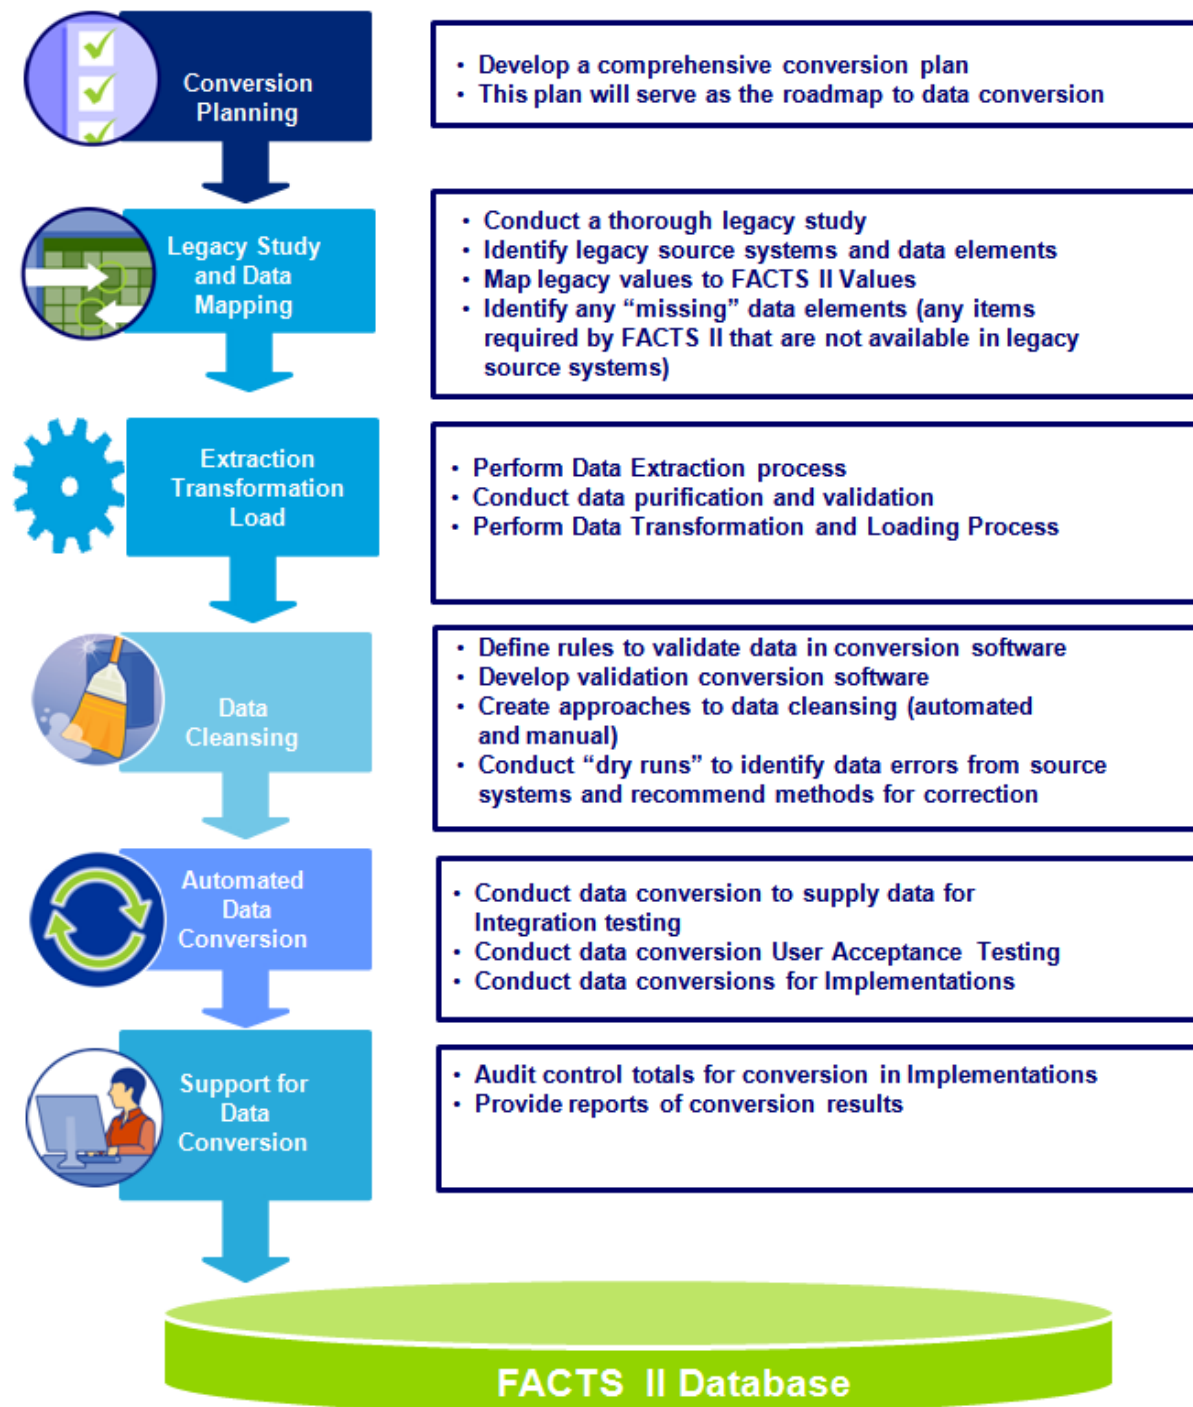 Conversion
Planning
• Develop a comprehensive conversion plan
• This plan will serve as the roadmap to data conversion
Legacy Study
and Data
Mapping
• Conduct a thorough legacy study
• Identify legacy source systems and data elements
• Map legacy values to FACTS II Values
• Identify any “missing” data elements (any items
required by FACTS II that are not available in legacy
source systems)
Extraction
Transformation
Load
• Perform Data Extraction process
• Conduct data purification and validation
• Perform Data Transformation and Loading Process
Data
Cleansing
• Define rules to validate data in conversion software
• Develop validation conversion software
• Create approaches to data cleansing (automated
and manual)
• Conduct “dry runs” to identify data errors from source
systems and recommend methods for correction
Automated
Data
Conversion
• Conduct data conversion to supply data for
Integration testing
• Conduct data conversion User Acceptance Testing
• Conduct data conversions for Implementations
Support for
Data
Conversion
• Audit control totals for conversion in Implementations
• Provide reports of conversion results
FACTS II Database